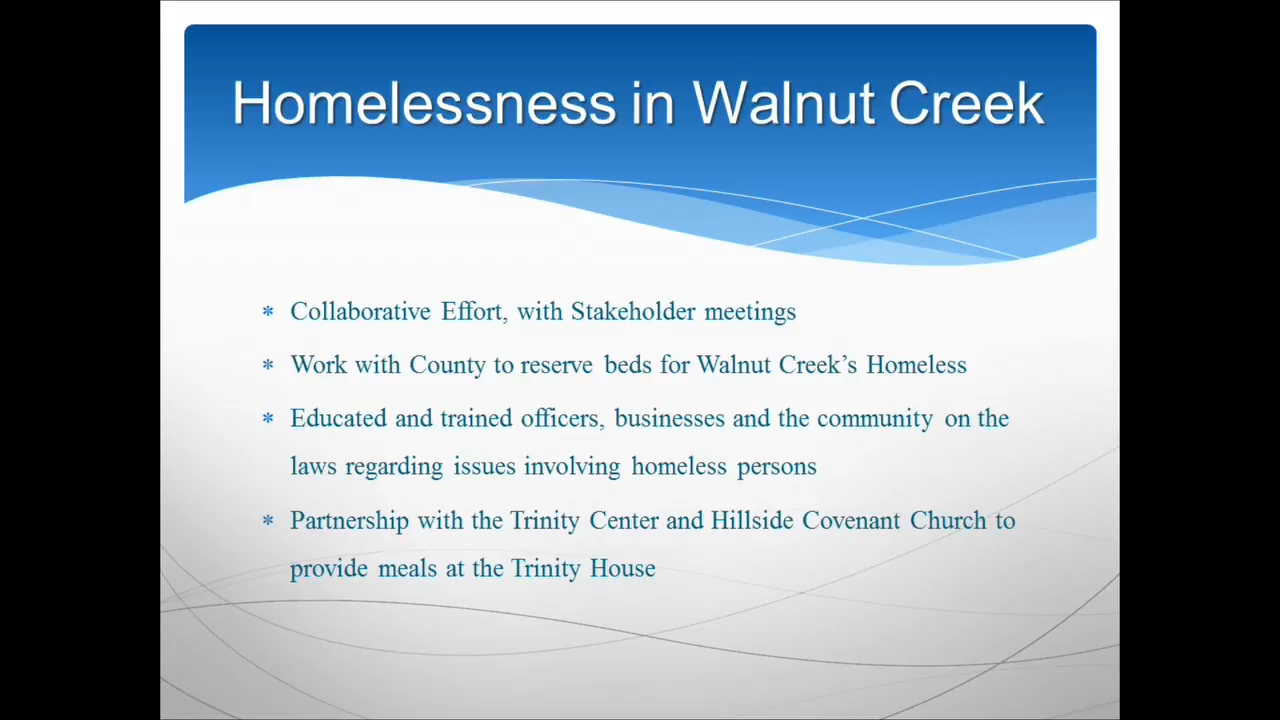 Homelessness in Walnut Creek
* Collaborative Effort, with Stakeholder meetings
* Work with County to reserve beds for Walnut Creek’s Homeless
* Educated and trained officers, businesses and the community on the
laws regarding issues involving homeless persons
* Partnership with the Trinity Center and Hillside Covenant Church to
provide meals at the Trinity House